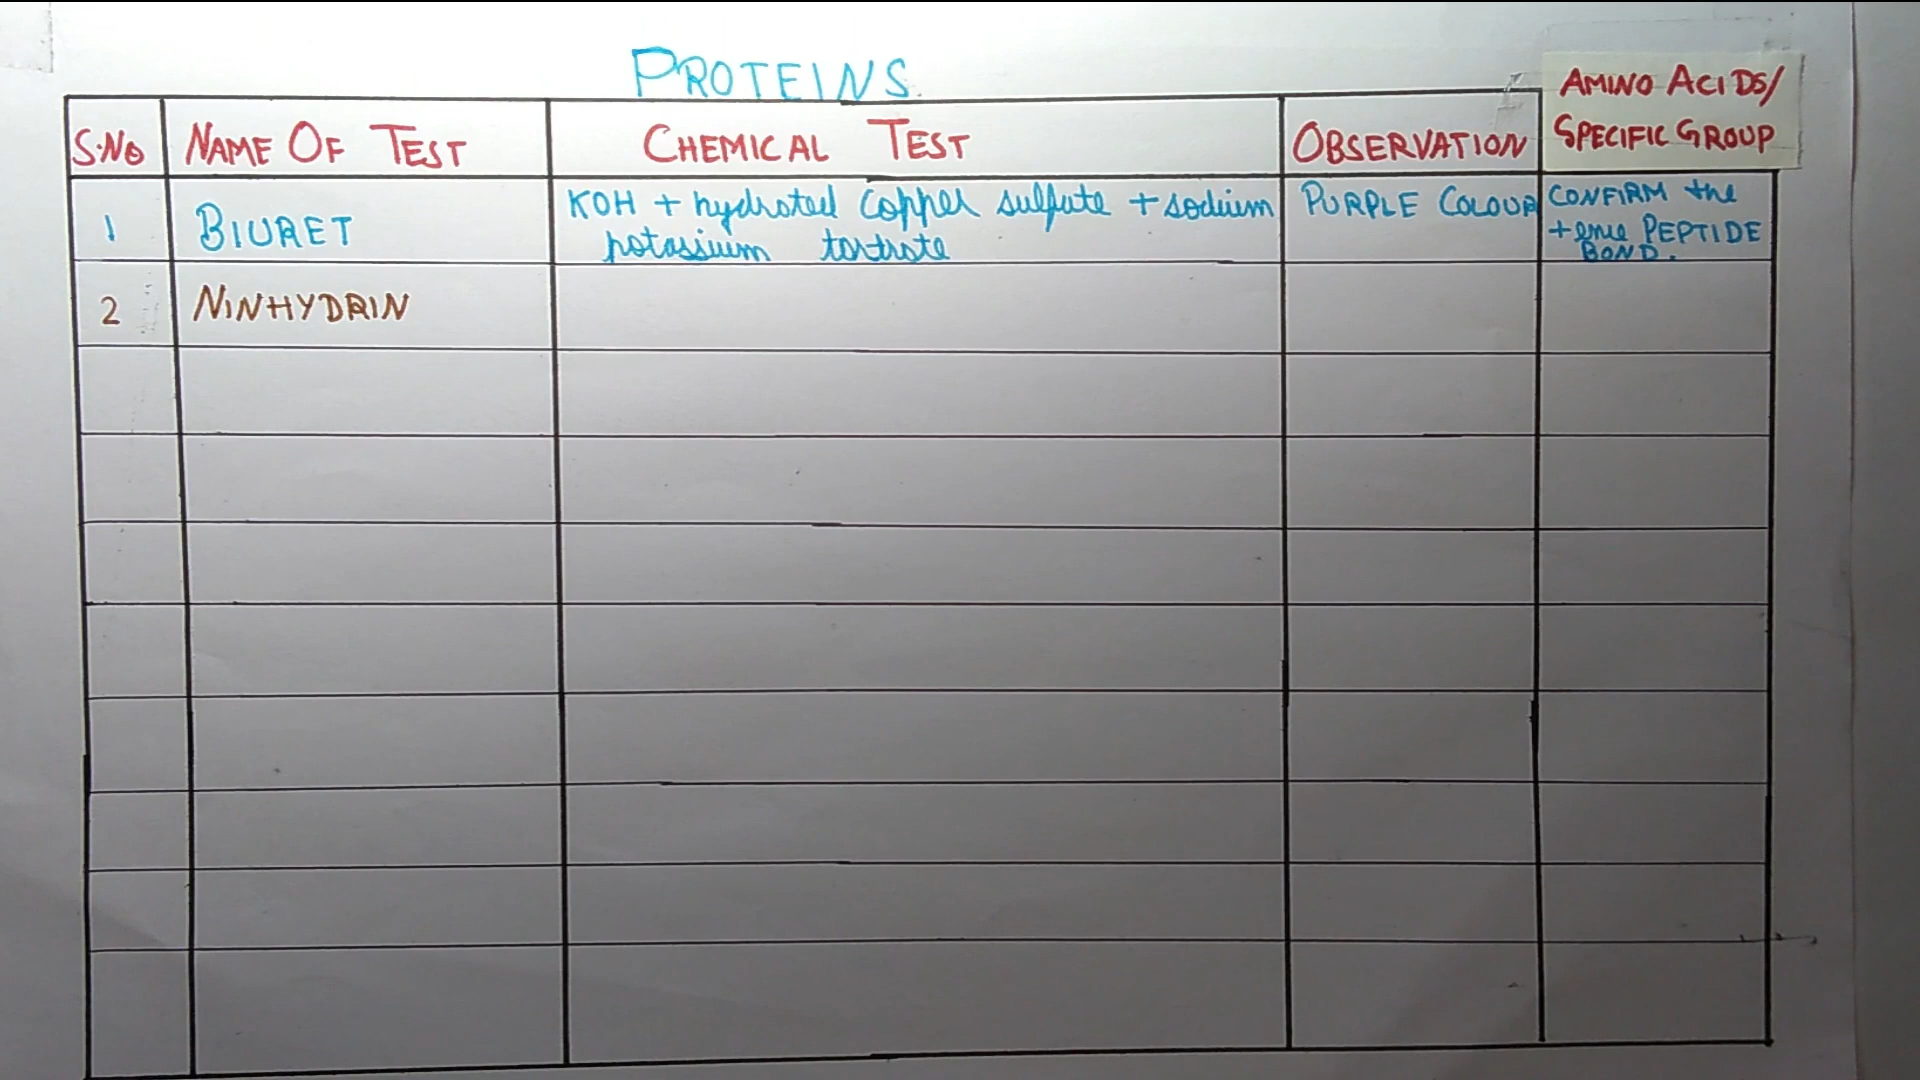 PROTEINS
S.No NAME OF TEST CHEMICAL TEST OBSERVATION AMINO ACIDS/
SPECIFIC GROUP
1 BIURET KOH + hydrated copper sulfate + sodium
potassium tartrate
PURPLE COLOUR
CONFIRM the
+ence PEPTIDE
BOND.
2 NINHYDRIN